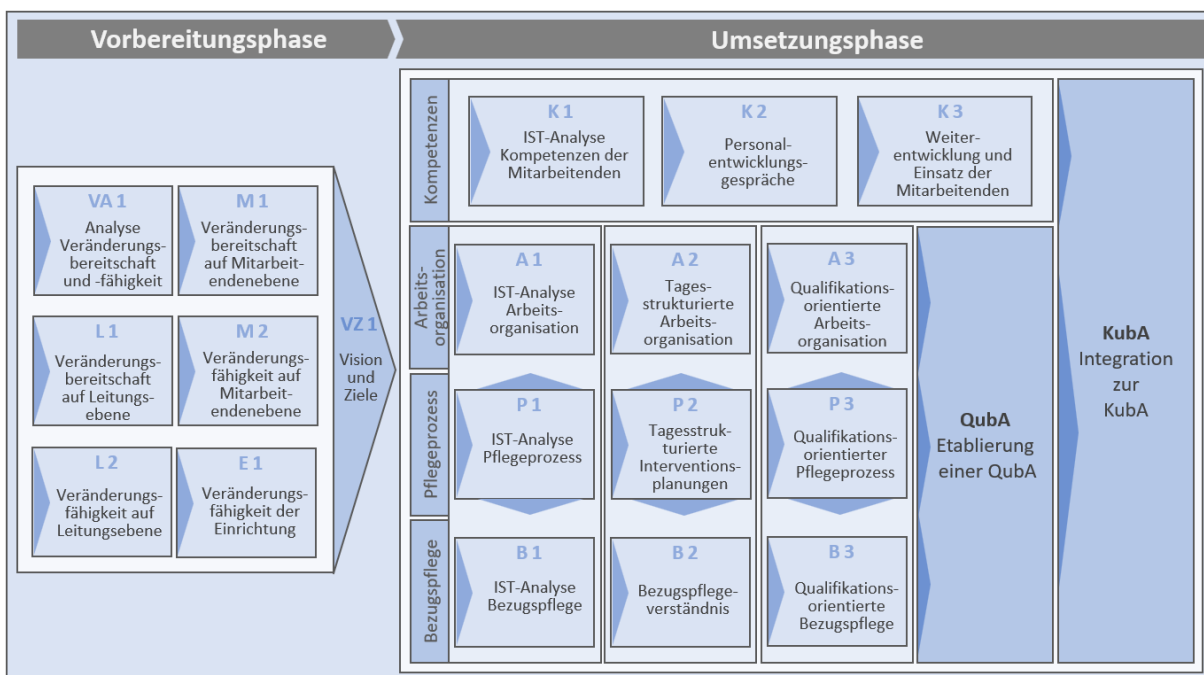 Vorbereitungsphase
Umsetzungsphase
VA 1
Analyse
Veränderungs-
bereitschaft
und -fähigkeit
M 1
Veränderungs-
bereitschaft
auf Mitarbeit-
endenebene
L 1
Veränderungs-
bereitschaft
auf Leitungs-
ebene
M 2
Veränderungs-
fähigkeit auf
Mitarbeit-
endenebene
L 2
Veränderungs-
fähigkeit auf
Leitungsebene
E 1
Veränderungs-
fähigkeit der
Einrichtung
VZ 1
Vision
und
Ziele
Kompetenzen
K 1
IST-Analyse
Kompetenzen der
Mitarbeitenden
K 2
Personal-
entwicklungs-
gespräche
K 3
Weiter-
entwicklung und
Einsatz der
Mitarbeitenden
Arbeits-
organisation
A 1
IST-Analyse
Arbeits-
organisation
A 2
Tages-
strukturierte
Arbeits-
organisation
A 3
Qualifikations-
orientierte
Arbeits-
organisation
Pflegeprozess
P 1
IST-Analyse
Pflegeprozess
P 2
Tagesstruk-
turierte
Interventions-
planungen
P 3
Qualifikations-
orientierter
Pflegeprozess
Bezugspflege
B 1
IST-Analyse
Bezugspflege
B 2
Bezugspflege-
verständnis
B 3
Qualifikations-
orientierte
Bezugspflege
QubA
Etablierung
einer QubA
KubA
Integration
zur
KubA